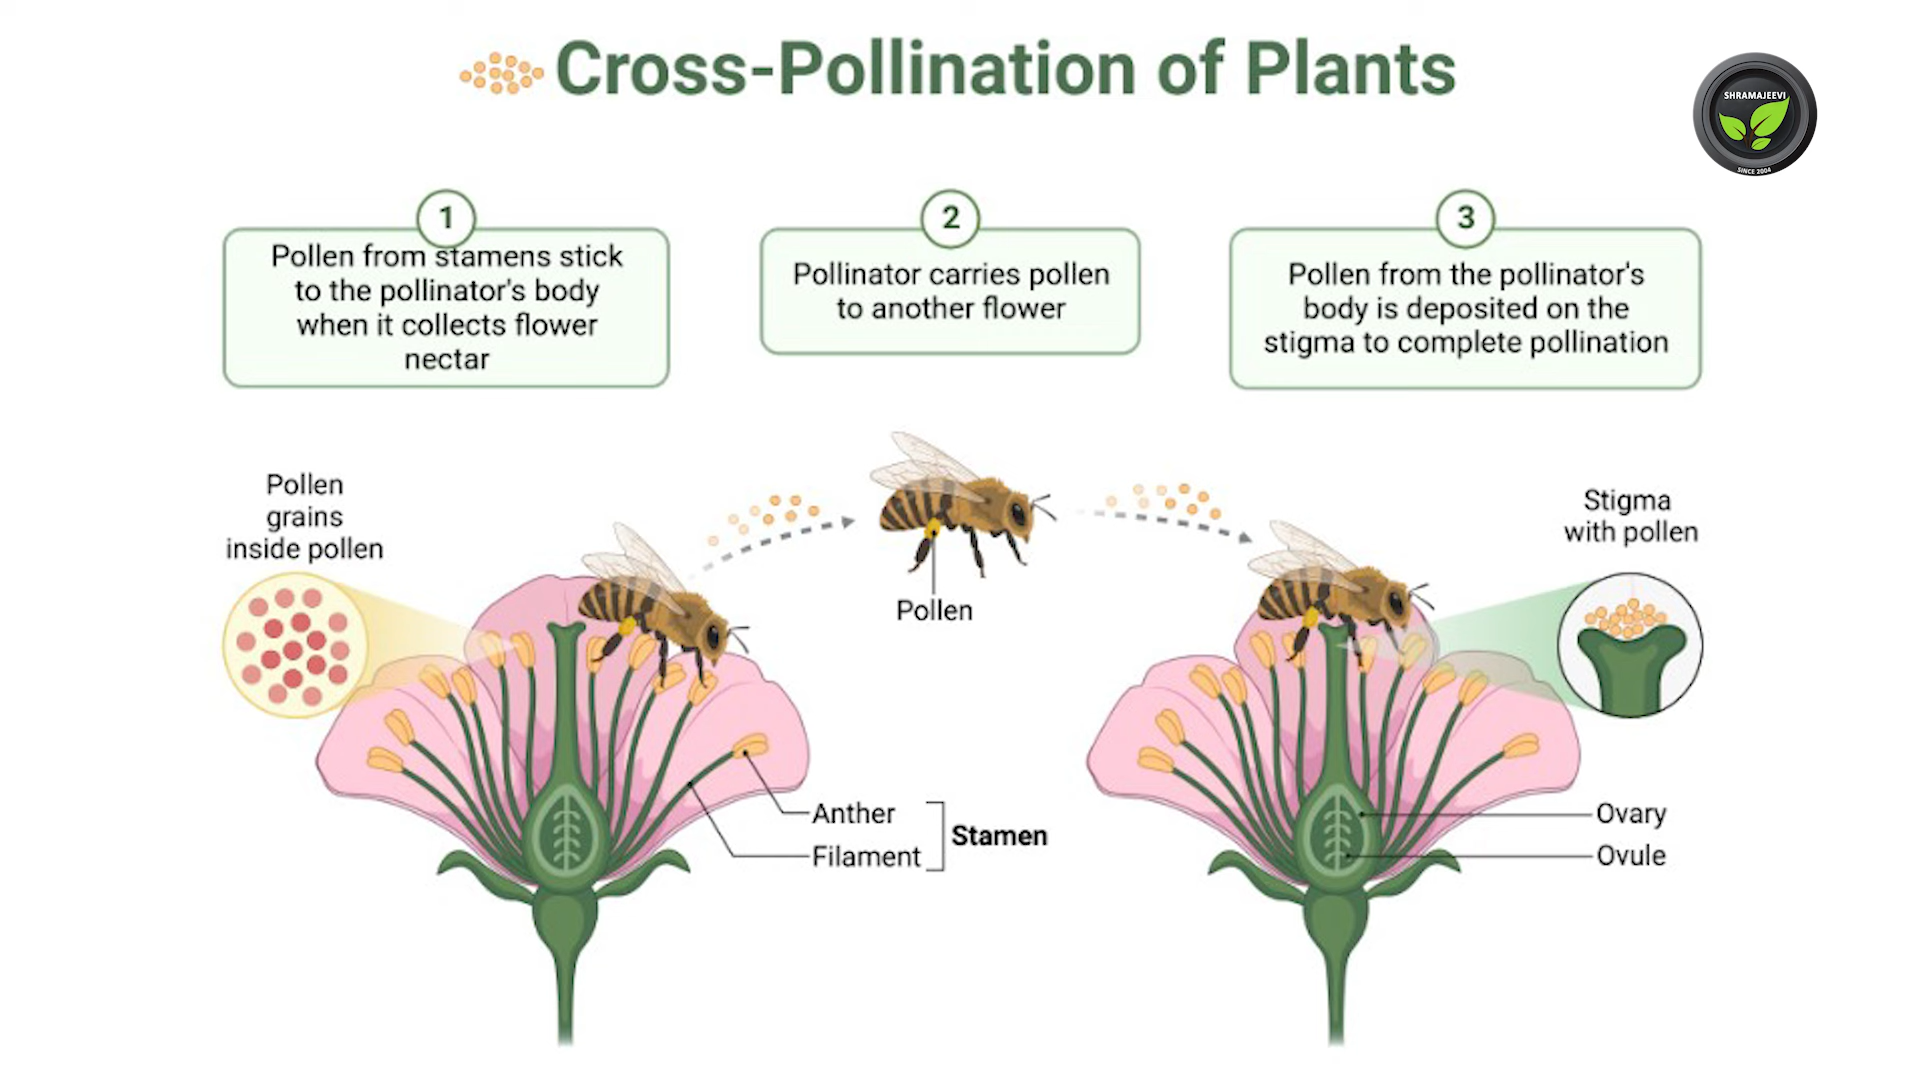 Cross-Pollination of Plants
SHRAMAJEEVI
SINCE 2004
1
Pollen from stamens stick
to the pollinator's body
when it collects flower
nectar
2
Pollinator carries pollen
to another flower
3
Pollen from the pollinator's
body is deposited on the
stigma to complete pollination
Pollen
grains
inside pollen
Pollen
Stigma
with pollen
Anther
Filament
Stamen
Ovary
Ovule